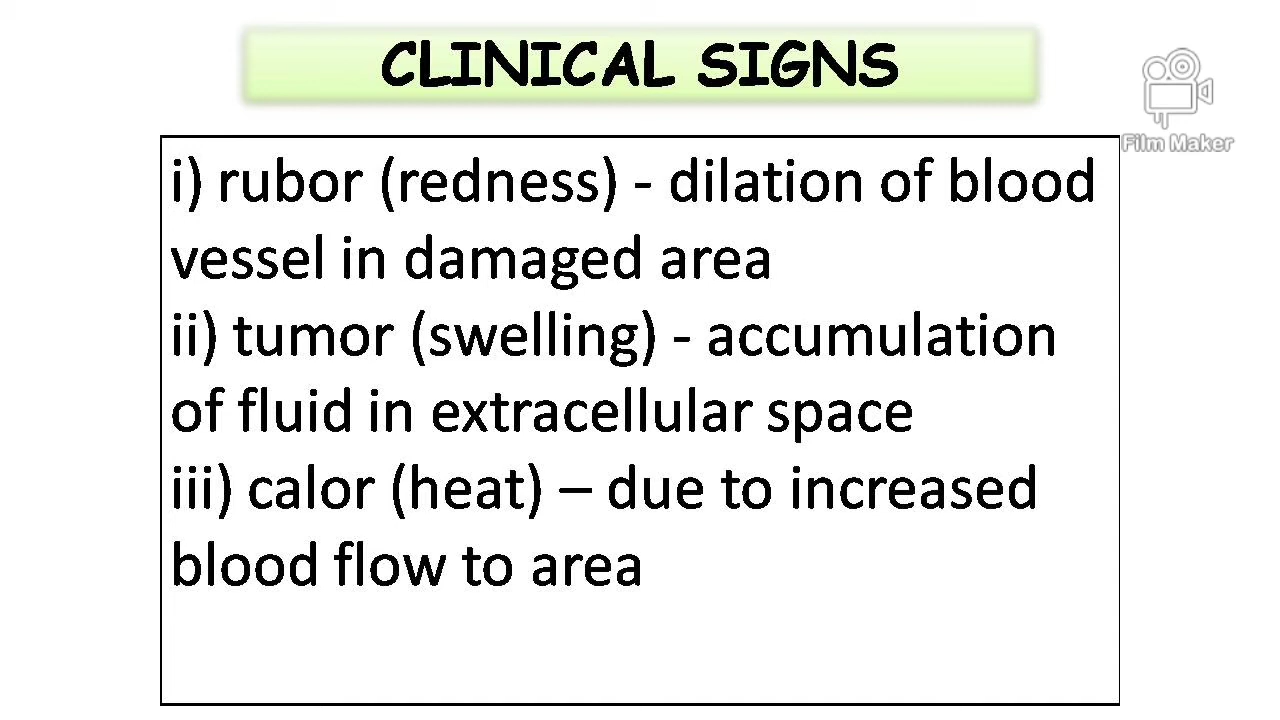 CLINICAL SIGNS
Film Maker
i) rubor (redness) - dilation of blood
vessel in damaged area
ii) tumor (swelling) - accumulation
of fluid in extracellular space
iii) calor (heat) – due to increased
blood flow to area